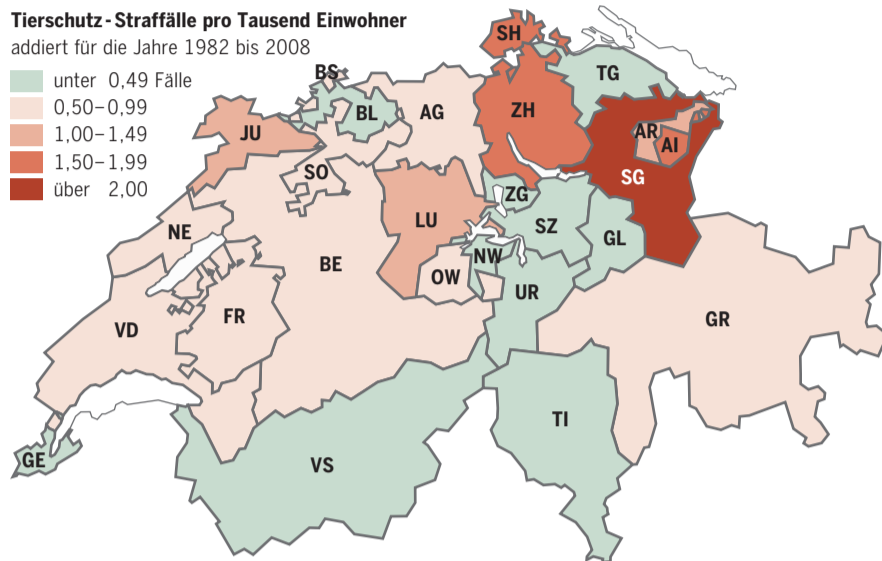 Tierschutz-Straffälle pro Tausend Einwohner
addiert für die Jahre 1982 bis 2008
unter 0,49 Fälle
0,50–0,99
1,00–1,49
1,50–1,99
über 2,00
SH
BS
TG
BL
AG
ZH
JU
AR
AI
SO
SG
ZG
LU
SZ
NE
GL
NW
BE
OW
UR
FR
GR
VD
TI
GE
VS